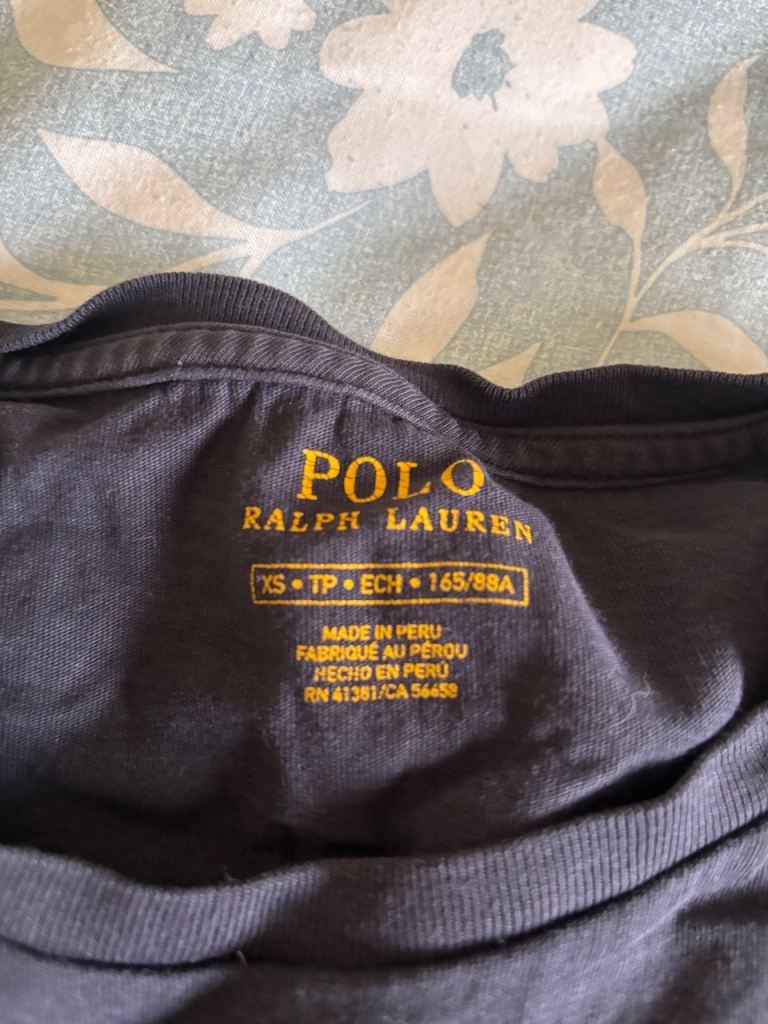 POLO
RALPH LAUREN
XS • TP • ECH • 165/88A
MADE IN PERU
FABRIQUÉ AU PÉROU
HECHO EN PERÚ
RN 41381/CA 56658